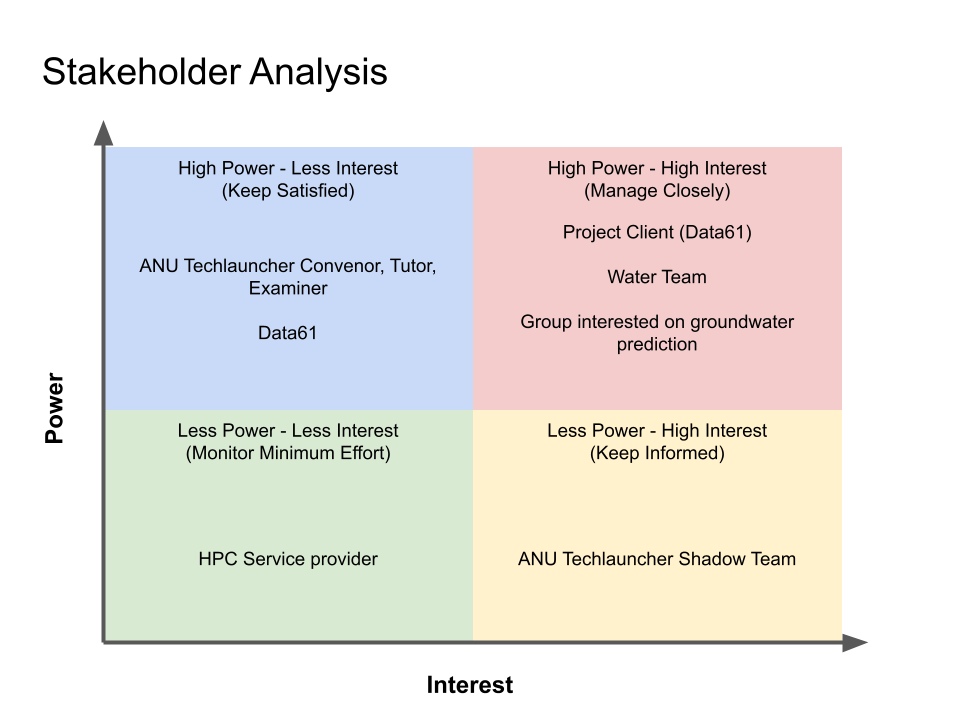 Stakeholder Analysis
High Power - Less Interest
(Keep Satisfied)
ANU Techlauncher Convenor, Tutor,
Examiner
Data61
High Power - High Interest
(Manage Closely)
Project Client (Data61)
Water Team
Group interested on groundwater
prediction
Power
Less Power - Less Interest
(Monitor Minimum Effort)
HPC Service provider
Less Power - High Interest
(Keep Informed)
ANU Techlauncher Shadow Team
Interest